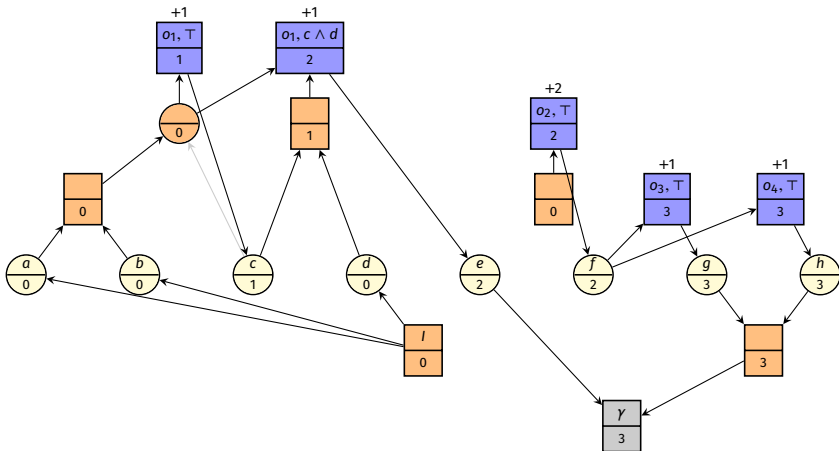 +1 +1
o₁, ⊤ o₁, c ∧ d
1 2
+2
0 o₂, ⊤
1 2
+1 +1
o₃, ⊤ o₄, ⊤
0 0 3 3
a b c d e f g h
0 0 1 0 2 2 3 3
I
0 3
γ
3